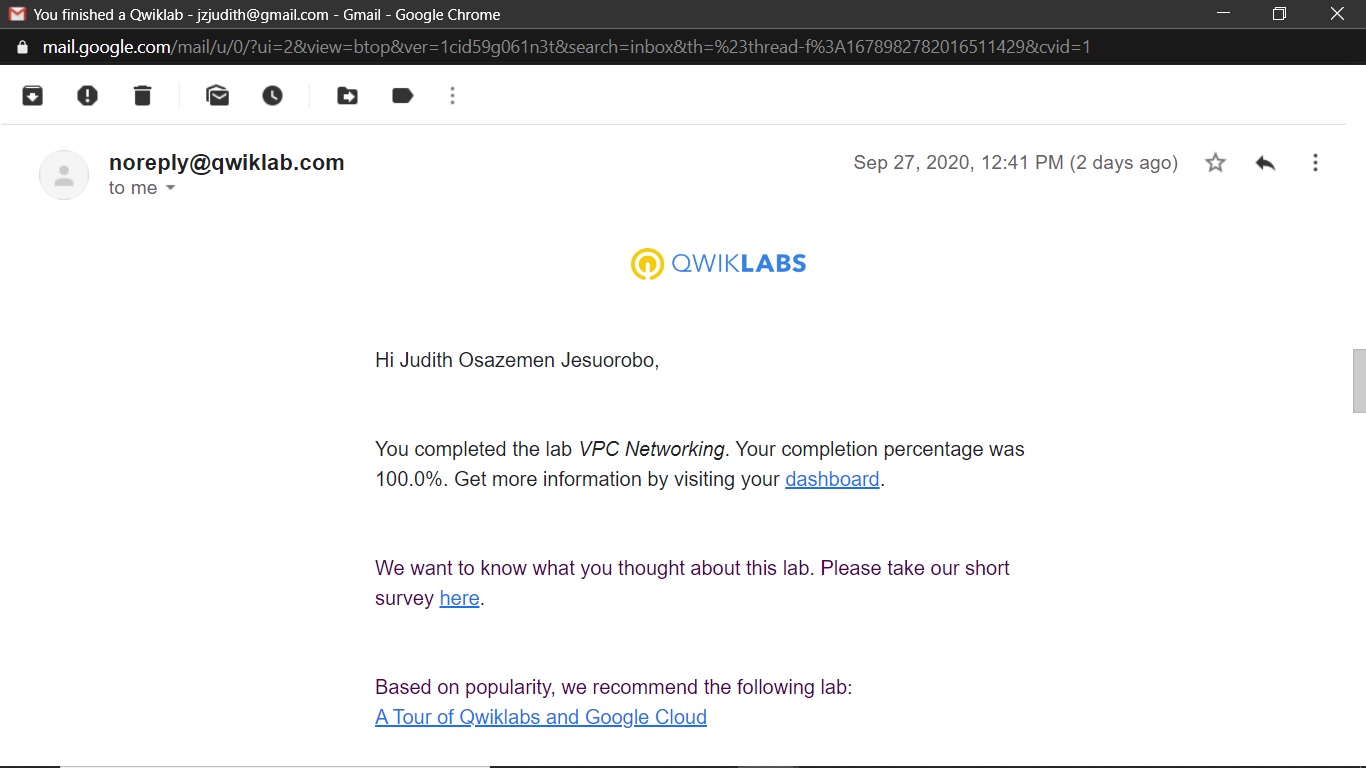 You finished a Qwiklab - jzjudith@gmail.com - Gmail - Google Chrome
mail.google.com/mail/u/0/?ui=2&view=btop&ver=1cid59g061n3t&search=inbox&th=%23thread-f%3A1678982782016511429&cvid=1
noreply@qwiklab.com
Sep 27, 2020, 12:41 PM (2 days ago)
to me
QWIKLABS
Hi Judith Osazemen Jesuorobo,
You completed the lab VPC Networking. Your completion percentage was
100.0%. Get more information by visiting your dashboard.
We want to know what you thought about this lab. Please take our short
survey here.
Based on popularity, we recommend the following lab:
A Tour of Qwiklabs and Google Cloud